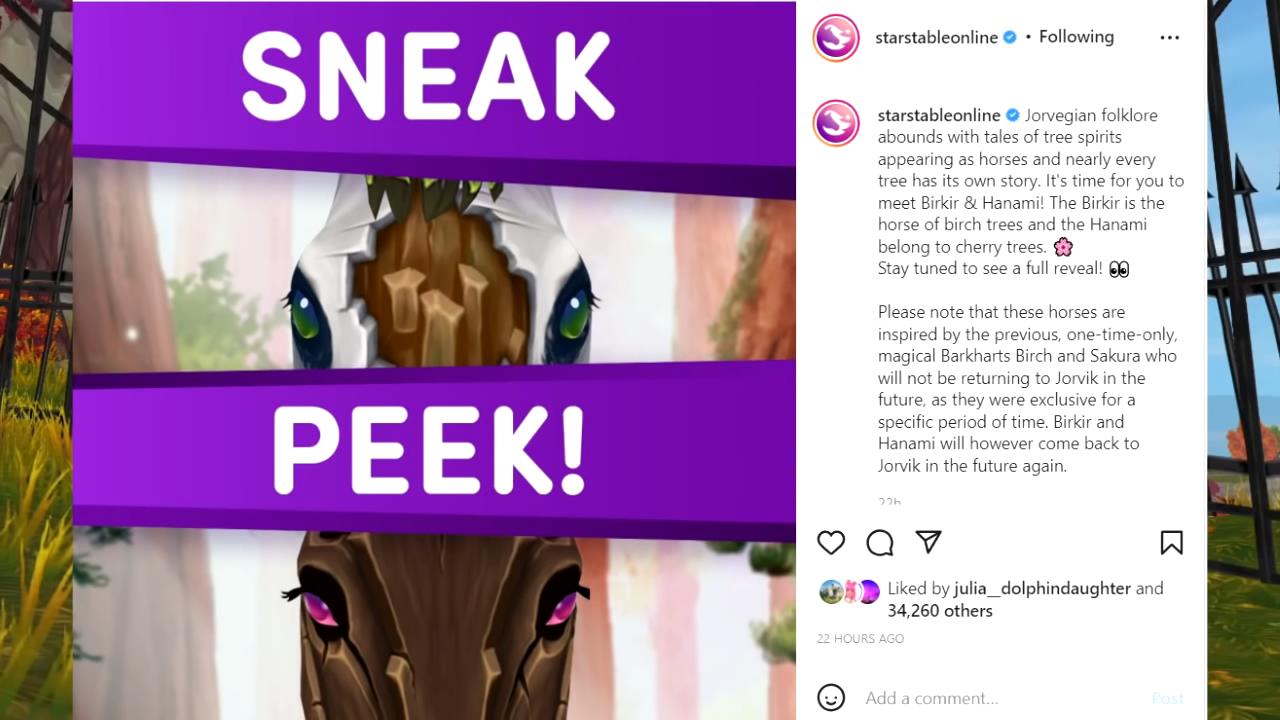 SNEAK
PEEK!
starstableonline • Following
starstableonline Jorvegian folklore
abounds with tales of tree spirits
appearing as horses and nearly every
tree has its own story. It's time for you to
meet Birkir & Hanami! The Birkir is the
horse of birch trees and the Hanami
belong to cherry trees. 🌸
Stay tuned to see a full reveal! 👀
Please note that these horses are
inspired by the previous, one-time-only,
magical Barkharts Birch and Sakura who
will not be returning to Jorvik in the
future, as they were exclusive for a
specific period of time. Birkir and
Hanami will however come back to
Jorvik in the future again.
22h
Liked by julia__dolphindaughter and
34,260 others
22 HOURS AGO
Add a comment... Post